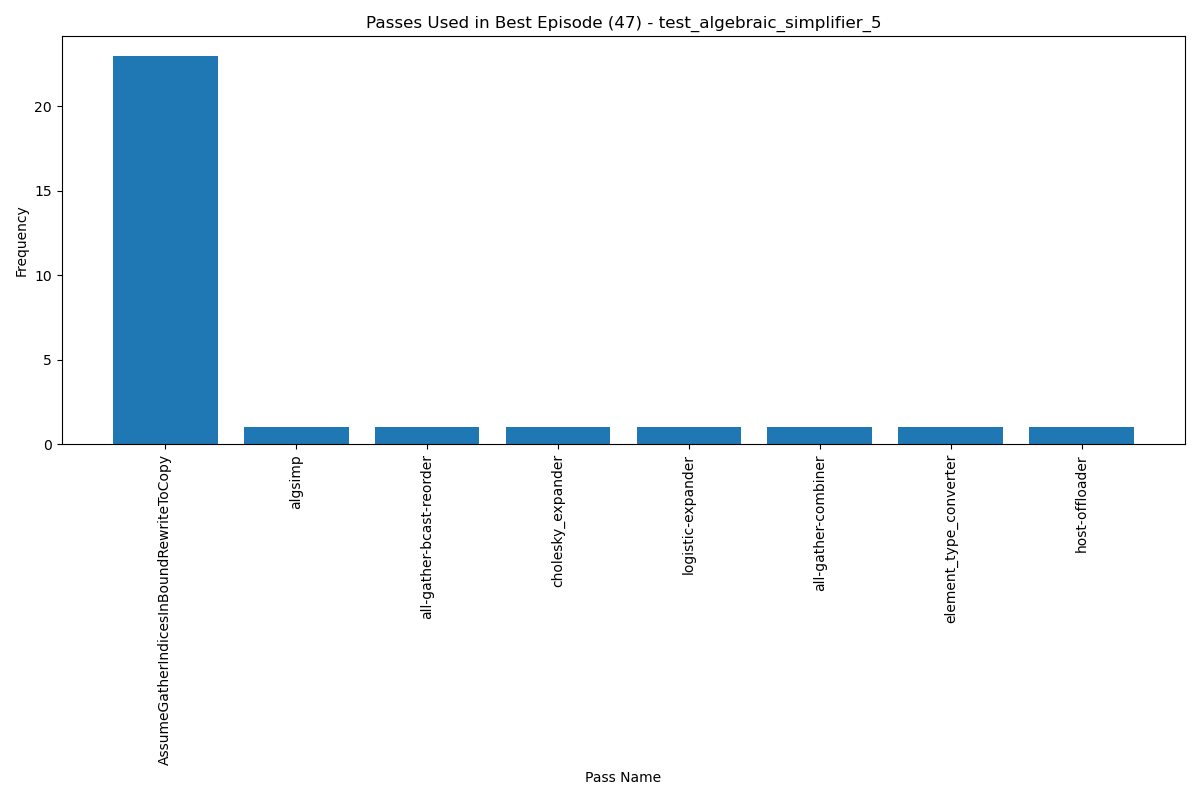 Passes Used in Best Episode (47) - test_algebraic_simplifier_5
Frequency
20
15
10
5
0
AssumeGatherIndicesInBoundRewriteToCopy
algsimp
all-gather-bcast-reorder
cholesky_expander
logistic-expander
all-gather-combiner
element_type_converter
host-offloader
Pass Name